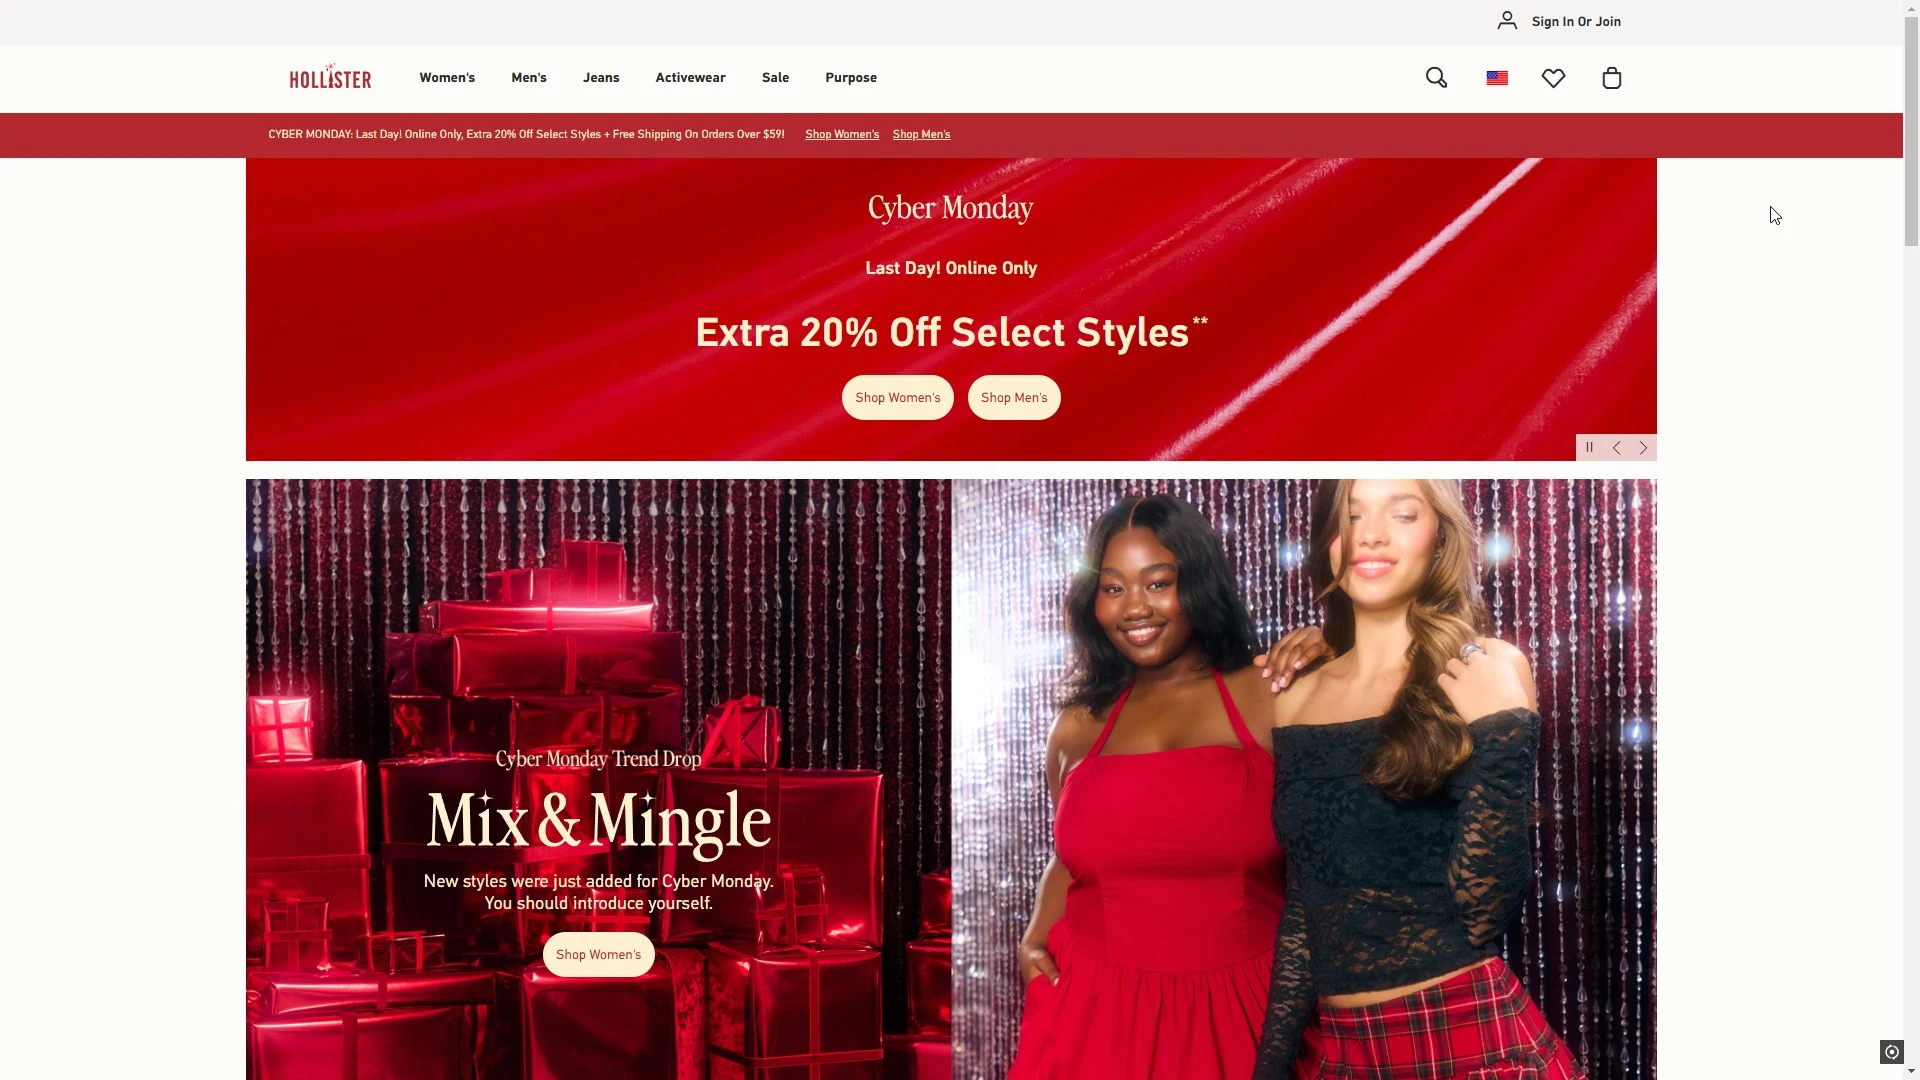 Sign In Or Join
HOLLISTER
Women's
Men's
Jeans
Activewear
Sale
Purpose
CYBER MONDAY: Last Day! Online Only, Extra 20% Off Select Styles + Free Shipping On Orders Over $59!
Shop Women's
Shop Men's
Cyber Monday
Last Day! Online Only
Extra 20% Off Select Styles**
Shop Women's
Shop Men's
Cyber Monday Trend Drop
Mix & Mingle
New styles were just added for Cyber Monday.
You should introduce yourself.
Shop Women's